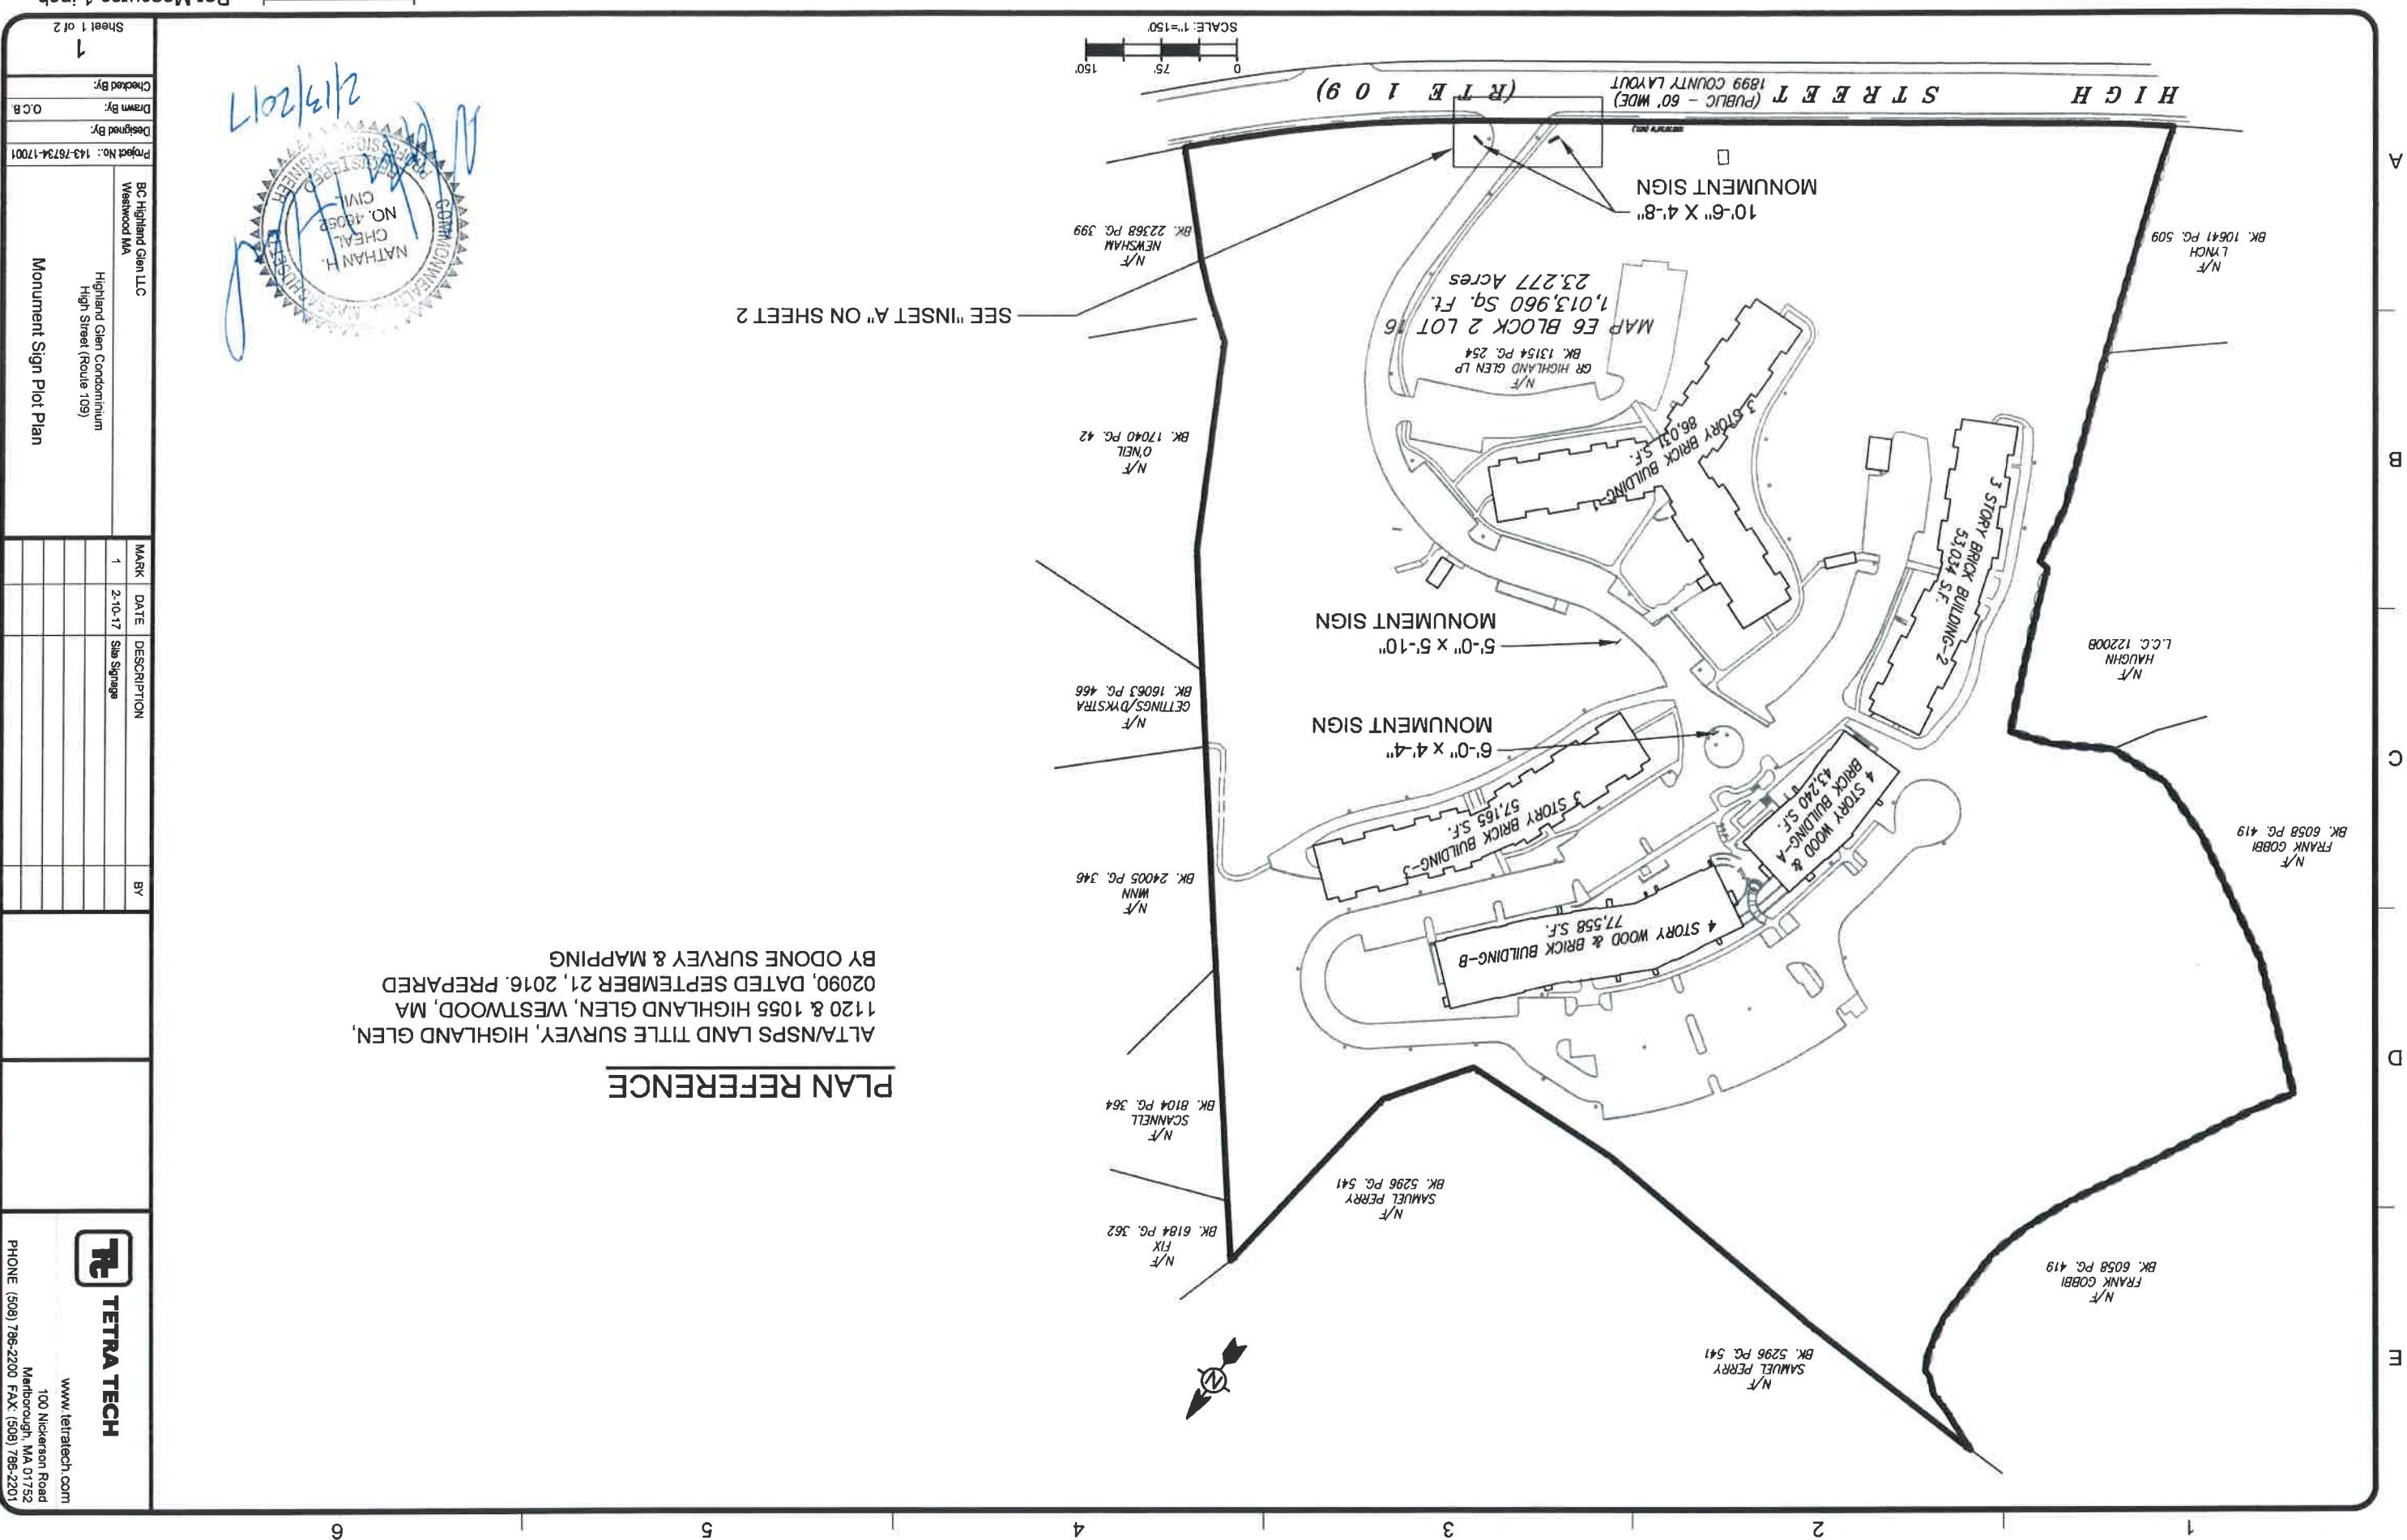 1 2 3 4 5 6
A
B
C
D
E
TETRA TECH
www.tetratech.com
100 Nickerson Road
Marlborough, MA 01752
PHONE (508) 786-2200 FAX: (508) 786-2201
N/F
SAMUEL PERRY
BK. 5296 PG. 541
N/F
FRANK GOBBI
BK. 6058 PG. 419
N/F
FIX
BK. 6184 PG. 362
N/F
SAMUEL PERRY
BK. 5296 PG. 541
N/F
SCANNELL
BK. 8104 PG. 364
PLAN REFERENCE
ALTA/NSPS LAND TITLE SURVEY, HIGHLAND GLEN,
1120 & 1055 HIGHLAND GLEN, WESTWOOD, MA
02090, DATED SEPTEMBER 21, 2016. PREPARED
BY ODONE SURVEY & MAPPING
4 STORY WOOD & BRICK BUILDING-B
77,558 S.F.
N/F
WINN
BK. 24005 PG. 346
N/F
FRANK GOBBI
BK. 6058 PG. 419
4 STORY WOOD &
BRICK BUILDING-A
43,240 S.F.
3 STORY BRICK BUILDING-3
57,165 S.F.
6'-0" x 4'-4"
MONUMENT SIGN
N/F
GETTINGS/DYKSTRA
BK. 16063 PG. 466
N/F
HAUGHN
L.C.C. 12200B
5'-0" x 5'-10"
MONUMENT SIGN
3 STORY BRICK BUILDING-2
53,034 S.F.
3 STORY BRICK BUILDING-1
86,031 S.F.
N/F
O'NEIL
BK. 17040 PG. 42
N/F
GR HIGHLAND GLEN LP
BK. 13154 PG. 254
MAP E6 BLOCK 2 LOT 16
1,013,960 Sq. Ft.
23.277 Acres
SEE "INSET A" ON SHEET 2
N/F
NEWSHAM
BK. 22368 PG. 399
N/F
LYNCH
BK. 10641 PG. 509
10'-6" X 4'-8"
MONUMENT SIGN
HIGH STREET (PUBLIC - 60' WIDE)
1899 COUNTY LAYOUT
(RTE 109)
0 75' 150'
SCALE: 1"=150'
COMMONWEALTH
NATHAN H.
CHEAL
CIVIL
REGISTERED
2/13/2017
MARK DATE DESCRIPTION BY
1 2-10-17 Site Signage
BC Highland Glen LLC
Westwood MA
Highland Glen Condominium
High Street (Route 109)
Monument Sign Plot Plan
Project No.: 143-76734-17001
Designed By:
Drawn By: O.C.B.
Checked By:
1
Sheet 1 of 2
Bar Measures 1 inch